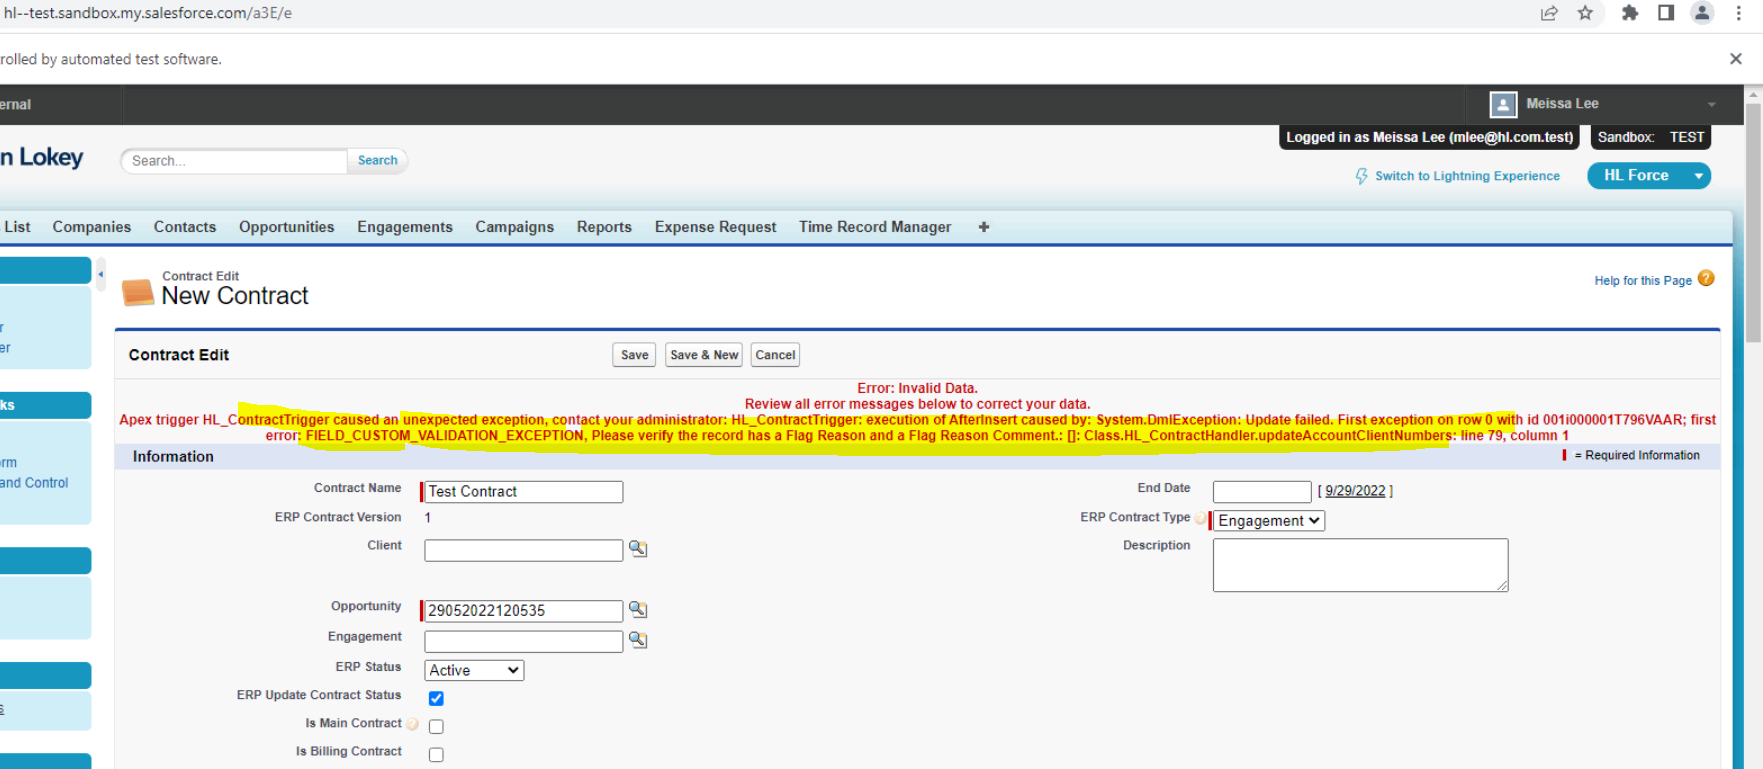 hl--test.sandbox.my.salesforce.com/a3E/e
rolled by automated test software.
ernal
Meissa Lee
Logged in as Meissa Lee (mlee@hl.com.test)
Sandbox: TEST
n Lokey
Search...
Search
Switch to Lightning Experience
HL Force
List Companies Contacts Opportunities Engagements Campaigns Reports Expense Request Time Record Manager +
Contract Edit
New Contract
Help for this Page
r
er
Contract Edit
Save
Save & New
Cancel
Error: Invalid Data.
Review all error messages below to correct your data.
Apex trigger HL_ContractTrigger caused an unexpected exception, contact your administrator: HL_ContractTrigger: execution of AfterInsert caused by: System.DmlException: Update failed. First exception on row 0 with id 001i000001T796VAAR; first
error: FIELD_CUSTOM_VALIDATION_EXCEPTION, Please verify the record has a Flag Reason and a Flag Reason Comment.: []: Class.HL_ContractHandler.updateAccountClientNumbers: line 79, column 1
ks
Information
= Required Information
rm
and Control
Contract Name Test Contract
End Date [ 9/29/2022 ]
ERP Contract Version 1
ERP Contract Type Engagement
Client
Description
Opportunity 29052022120535
Engagement
ERP Status Active
ERP Update Contract Status
s
Is Main Contract
Is Billing Contract